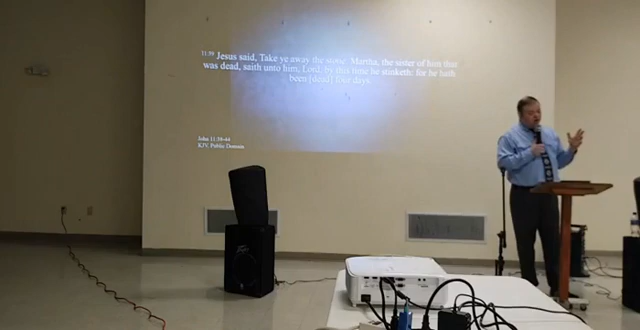 11:39 Jesus said, Take ye away the stone. Martha, the sister of him that
was dead, saith unto him, Lord, by this time he stinketh: for he hath
been [dead] four days.
John 11:39-44
KJV, Public Domain
PEAVEY